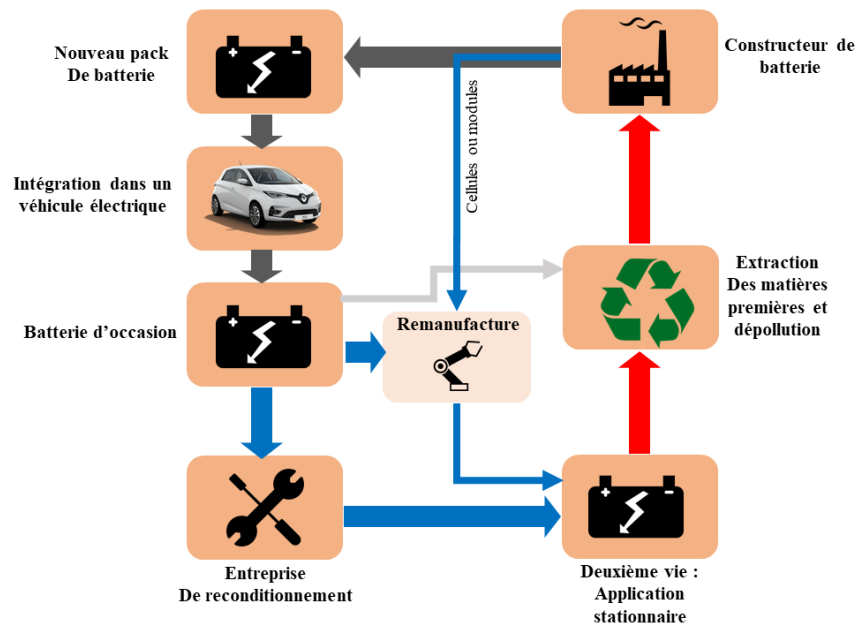 Nouveau pack
De batterie
Constructeur de
batterie
Cellules ou modules
Intégration dans un
véhicule électrique
Extraction
Des matières
premières et
dépollution
Batterie d'occasion
Remanufacture
Entreprise
De reconditionnement
Deuxième vie :
Application
stationnaire